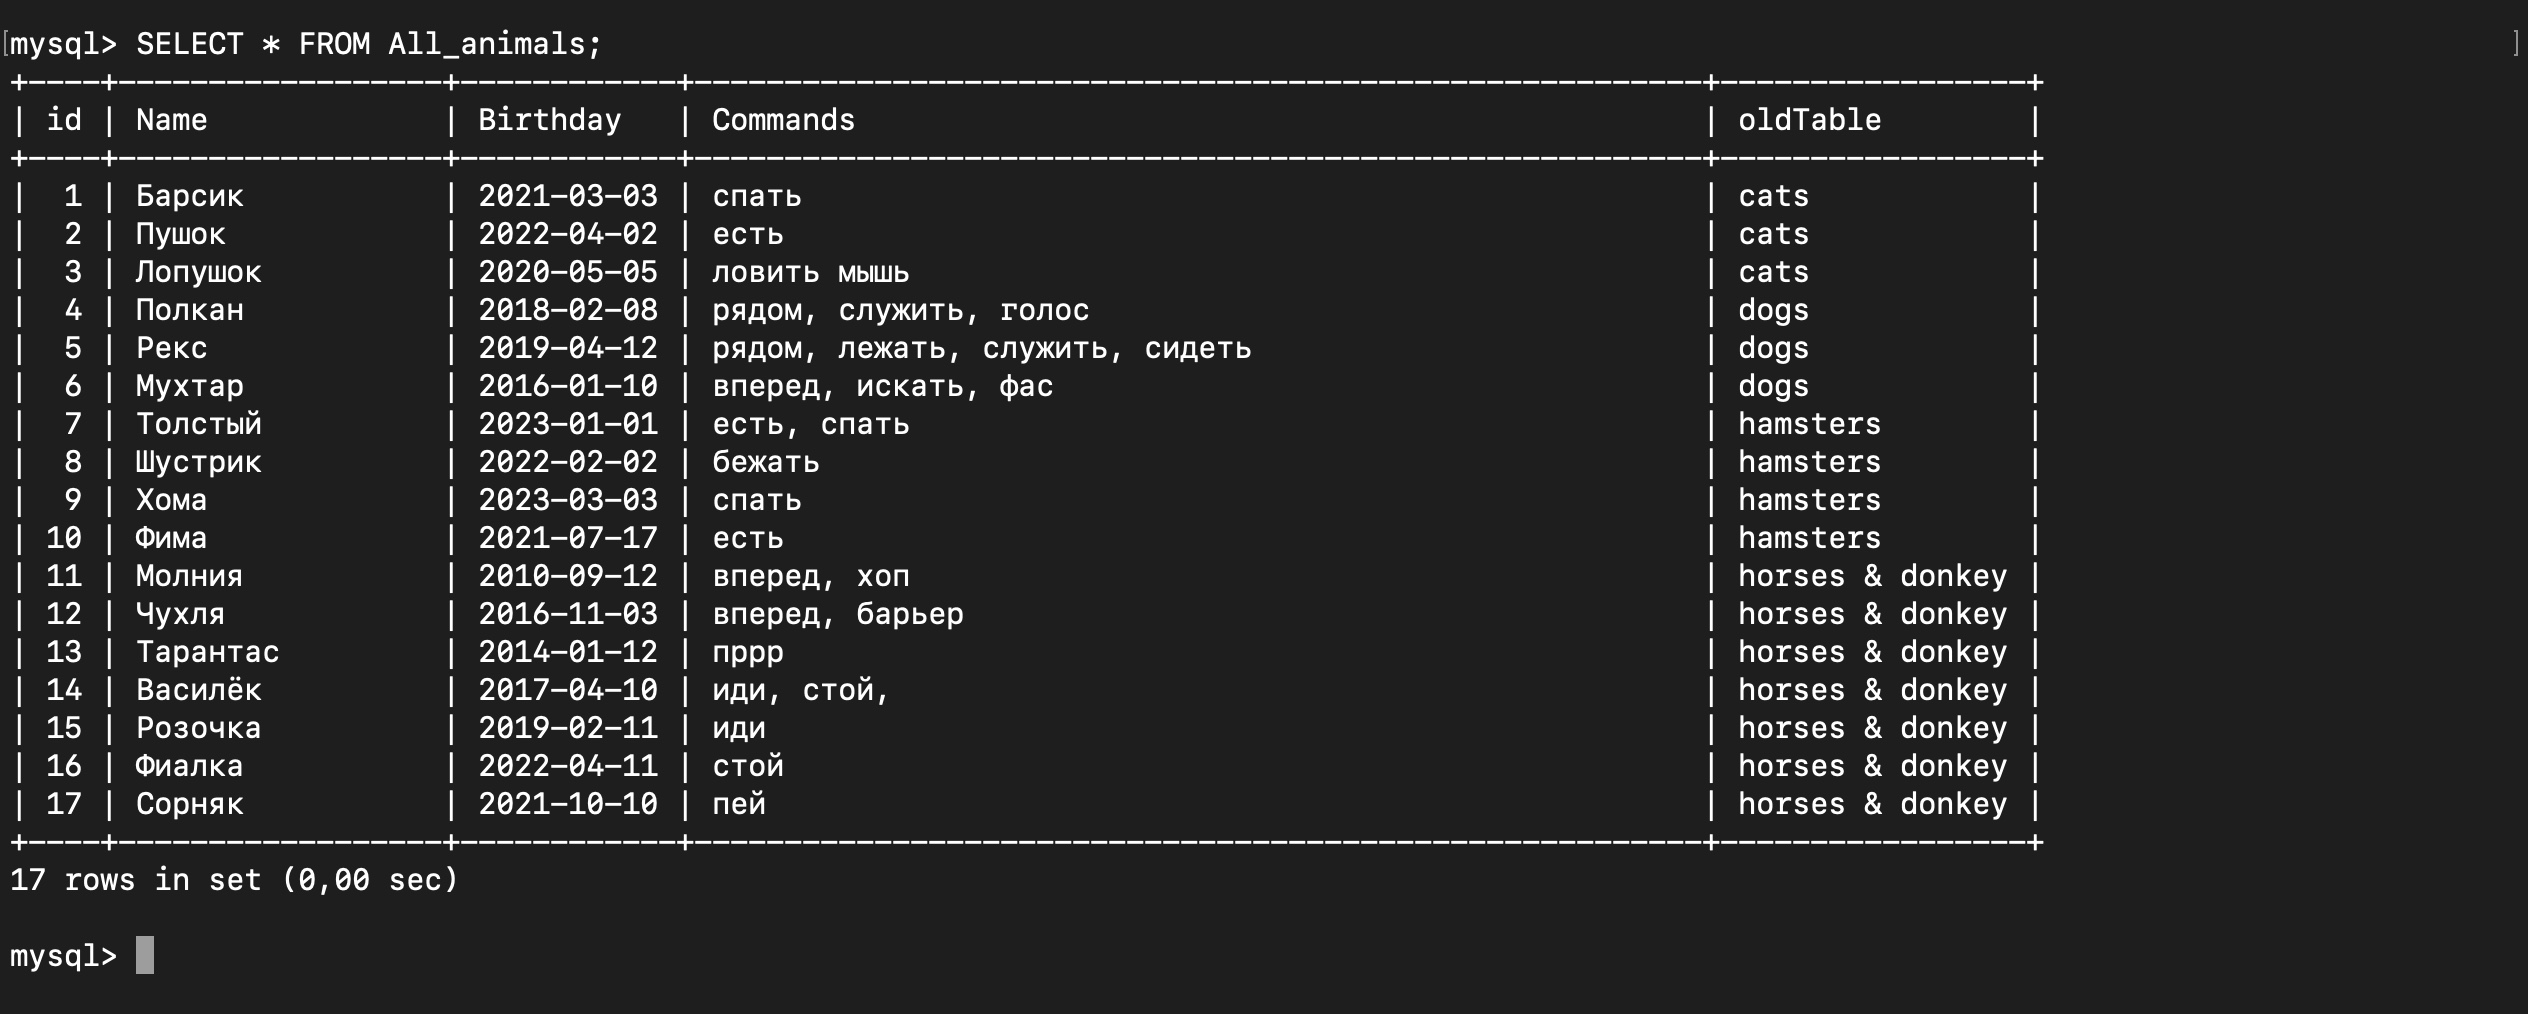 [mysql> SELECT * FROM All_animals; ]
+----+------------------+------------+--------------------------------------------------------+-----------------+
| id | Name             | Birthday   | Commands                                               | oldTable        |
+----+------------------+------------+--------------------------------------------------------+-----------------+
|  1 | Барсик           | 2021-03-03 | спать                                                  | cats            |
|  2 | Пушок            | 2022-04-02 | есть                                                   | cats            |
|  3 | Лопушок          | 2020-05-05 | ловить мышь                                            | cats            |
|  4 | Полкан           | 2018-02-08 | рядом, служить, голос                                  | dogs            |
|  5 | Рекс             | 2019-04-12 | рядом, лежать, служить, сидеть                         | dogs            |
|  6 | Мухтар           | 2016-01-10 | вперед, искать, фас                                    | dogs            |
|  7 | Толстый          | 2023-01-01 | есть, спать                                            | hamsters        |
|  8 | Шустрик          | 2022-02-02 | бежать                                                 | hamsters        |
|  9 | Хома             | 2023-03-03 | спать                                                  | hamsters        |
| 10 | Фима             | 2021-07-17 | есть                                                   | hamsters        |
| 11 | Молния           | 2010-09-12 | вперед, хоп                                            | horses & donkey |
| 12 | Чухля            | 2016-11-03 | вперед, барьер                                         | horses & donkey |
| 13 | Тарантас         | 2014-01-12 | пррр                                                   | horses & donkey |
| 14 | Василёк          | 2017-04-10 | иди, стой,                                             | horses & donkey |
| 15 | Розочка          | 2019-02-11 | иди                                                    | horses & donkey |
| 16 | Фиалка           | 2022-04-11 | стой                                                   | horses & donkey |
| 17 | Сорняк           | 2021-10-10 | пей                                                    | horses & donkey |
+----+------------------+------------+--------------------------------------------------------+-----------------+
17 rows in set (0,00 sec)
mysql>